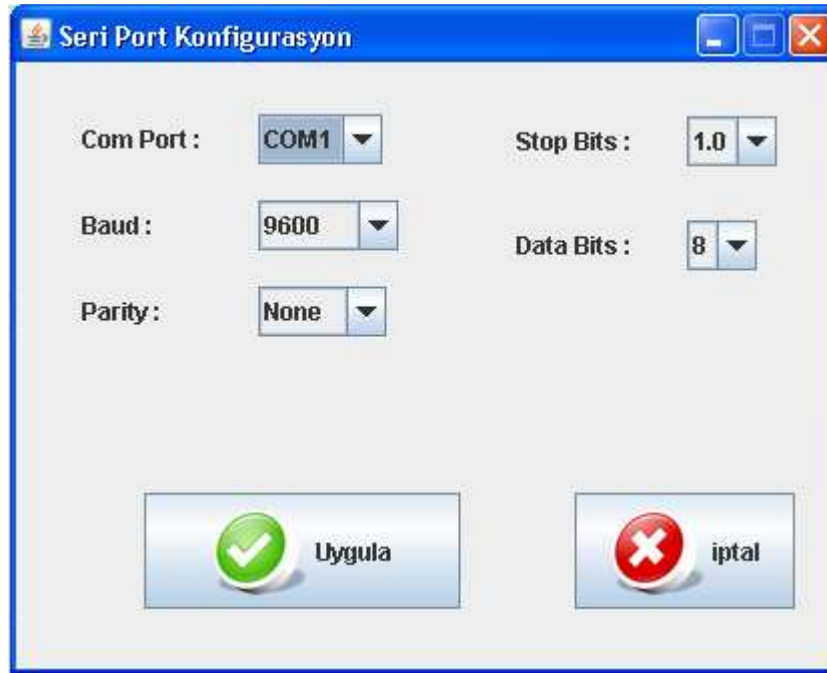 Seri Port Konfigurasyon
Com Port : COM1 Stop Bits : 1.0
Baud : 9600
Data Bits : 8
Parity : None
Uygula iptal